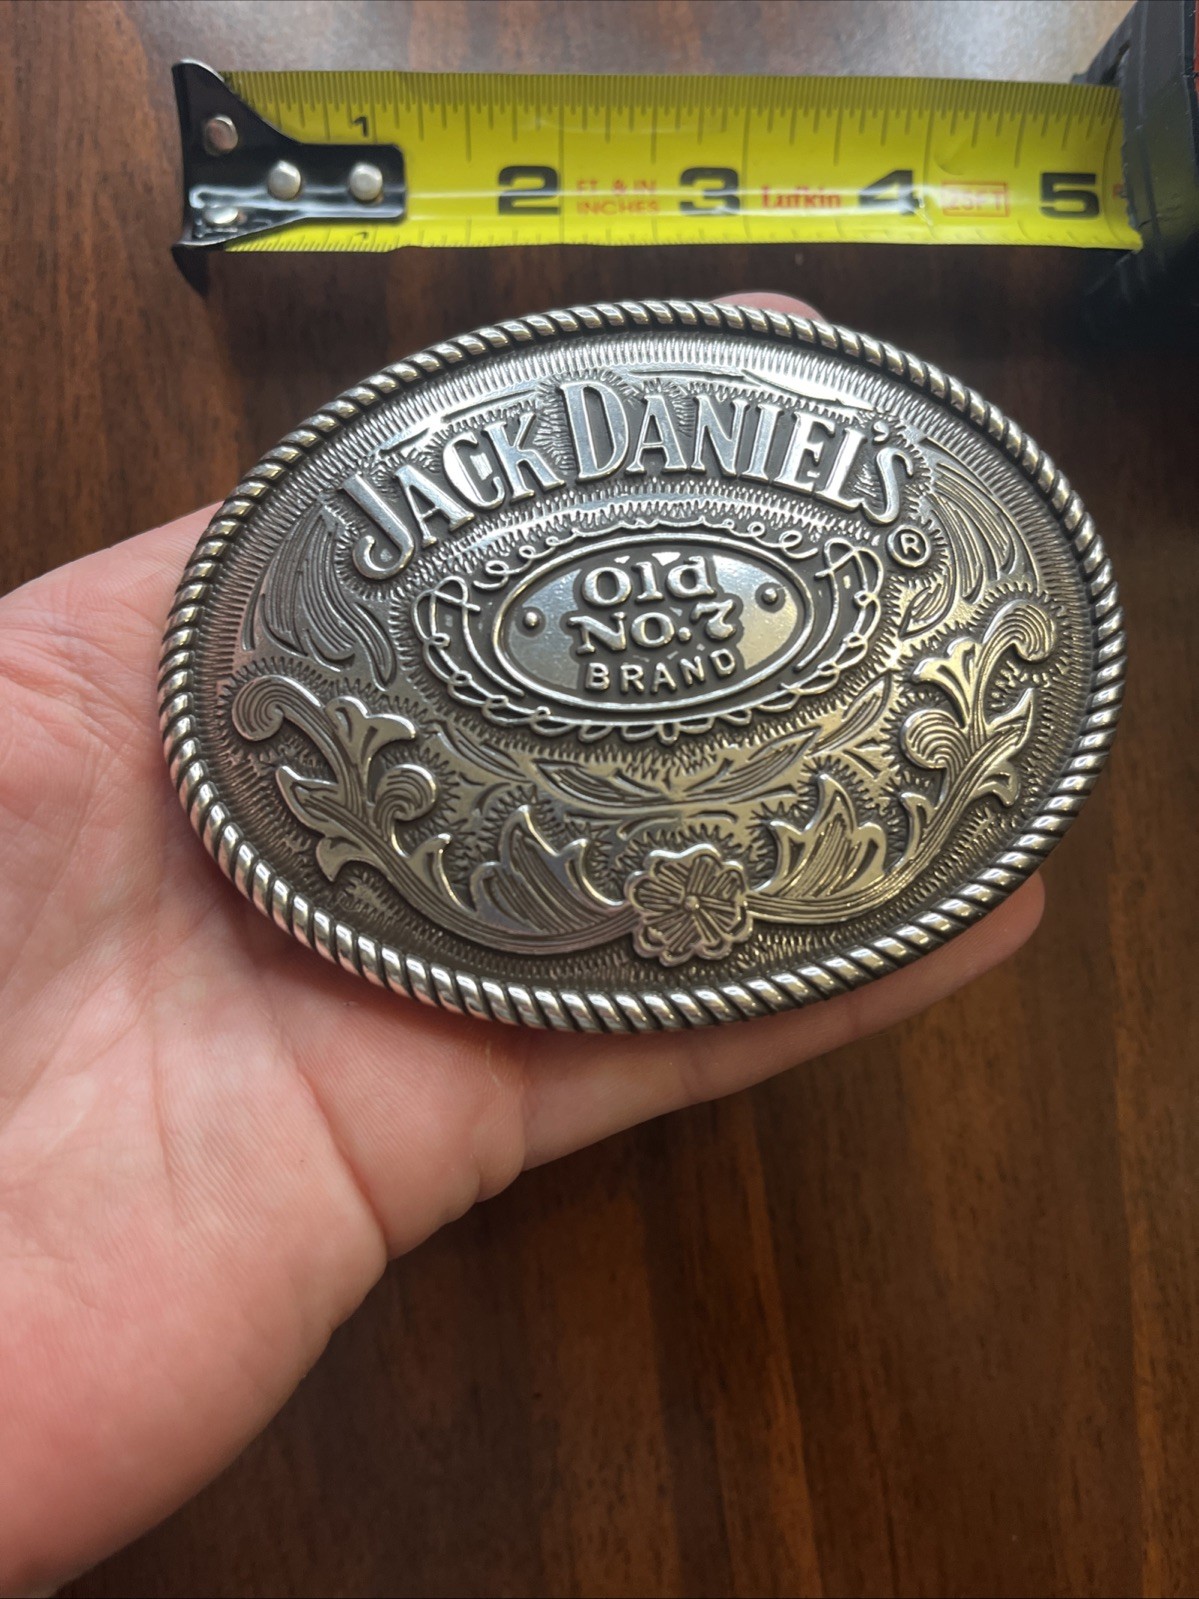 1 2 FT. & IN INCHES 3 Lufkin 4 25FT 5
JACK DANIEL'S ®
Old
No. 7
BRAND